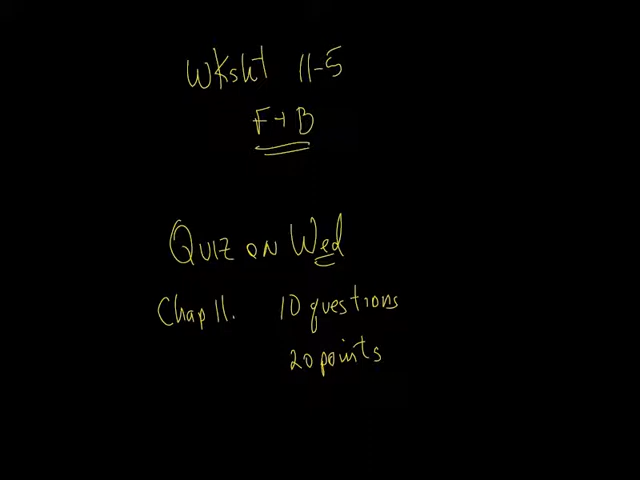 WKsht 11-5
F+B
Quiz on Wed
Chap 11. 10 questions
20 points